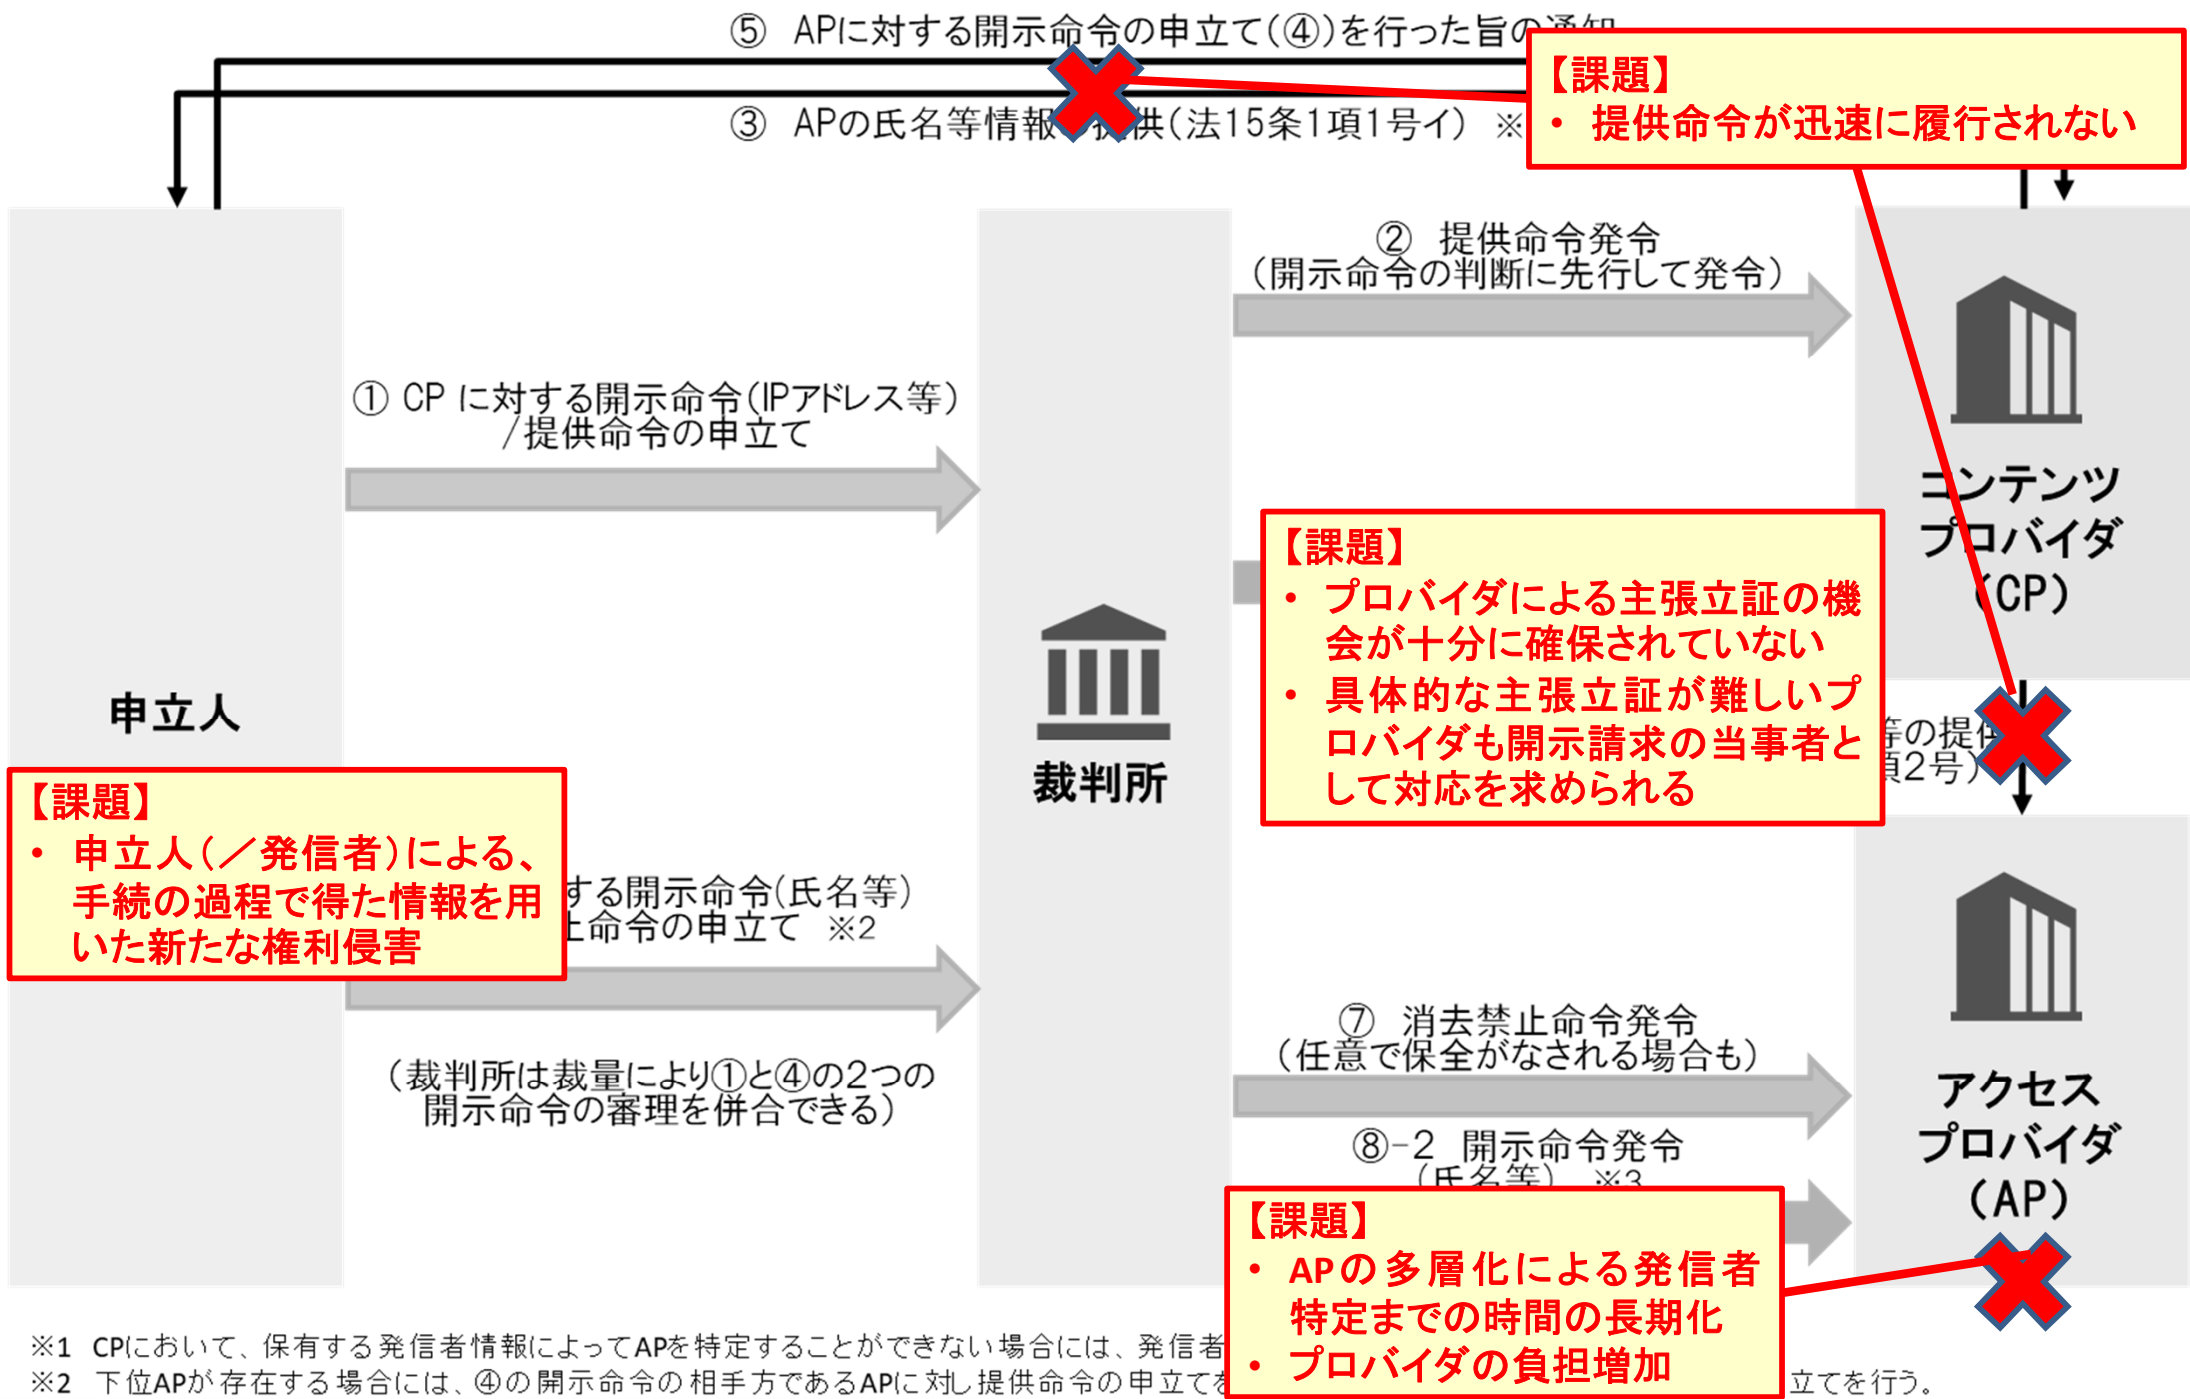 ⑤ APに対する開示命令の申立て(④)を行った旨の通知
【課題】
・ 提供命令が迅速に履行されない
③ APの氏名等情報の提供(法15条1項1号イ) ※
② 提供命令発令
(開示命令の判断に先行して発令)
① CP に対する開示命令(IPアドレス等)
/提供命令の申立て
コンテンツ
プロバイダ
(CP)
【課題】
・ プロバイダによる主張立証の機
会が十分に確保されていない
・ 具体的な主張立証が難しいプ
ロバイダも開示請求の当事者と
して対応を求められる
申立人
裁判所
等の提供
項2号)
【課題】
・ 申立人(／発信者)による、
手続の過程で得た情報を用
いた新たな権利侵害
する開示命令(氏名等)
止命令の申立て ※2
⑦ 消去禁止命令発令
(任意で保全がなされる場合も)
(裁判所は裁量により①と④の2つの
開示命令の審理を併合できる)
アクセス
プロバイダ
(AP)
⑧-2 開示命令発令
(氏名等) ※3
【課題】
・ APの多層化による発信者
特定までの時間の長期化
・ プロバイダの負担増加
※1 CPにおいて、保有する発信者情報によってAPを特定することができない場合には、発信者
※2 下位APが存在する場合には、④の開示命令の相手方であるAPに対し提供命令の申立てを
立てを行う。